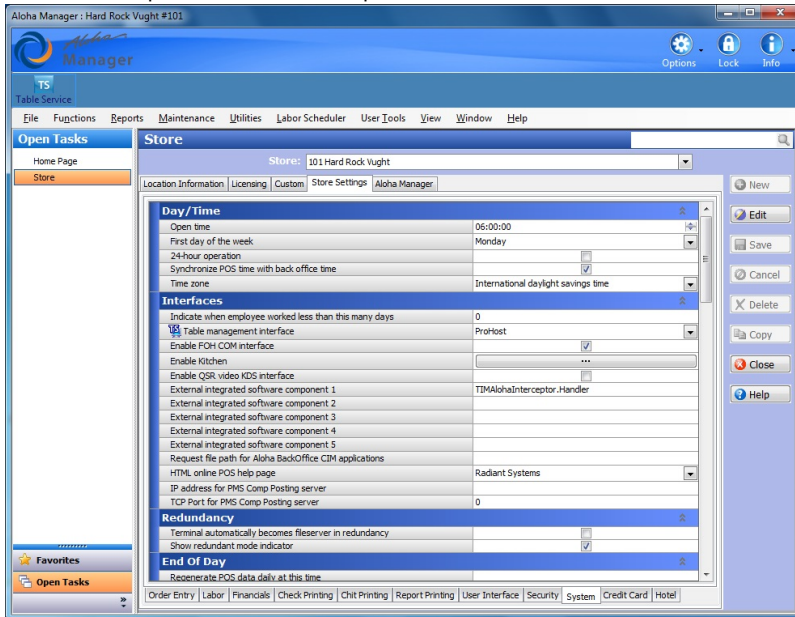 Aloha Manager : Hard Rock Vught #101
Aloha
Manager
Options
Lock
Info
TS
Table Service
File Functions Reports Maintenance Utilities Labor Scheduler User Tools View Window Help
Open Tasks
Home Page
Store
Store
Store: 101 Hard Rock Vught
Location Information Licensing Custom Store Settings Aloha Manager
Day/Time
Open time 06:00:00
First day of the week Monday
24-hour operation
Synchronize POS time with back office time
Time zone International daylight savings time
Interfaces
Indicate when employee worked less than this many days 0
TS Table management interface ProHost
Enable FOH COM interface
Enable Kitchen ...
Enable QSR video KDS interface
External integrated software component 1 TIMAlohaInterceptor.Handler
External integrated software component 2
External integrated software component 3
External integrated software component 4
External integrated software component 5
Request file path for Aloha BackOffice CIM applications
HTML online POS help page Radiant Systems
IP address for PMS Comp Posting server
TCP Port for PMS Comp Posting server 0
Redundancy
Terminal automatically becomes fileserver in redundancy
Show redundant mode indicator
End Of Day
Regenerate POS data daily at this time
Order Entry Labor Financials Check Printing Chit Printing Report Printing User Interface Security System Credit Card Hotel
New
Edit
Save
Cancel
Delete
Copy
Close
Help
Favorites
Open Tasks